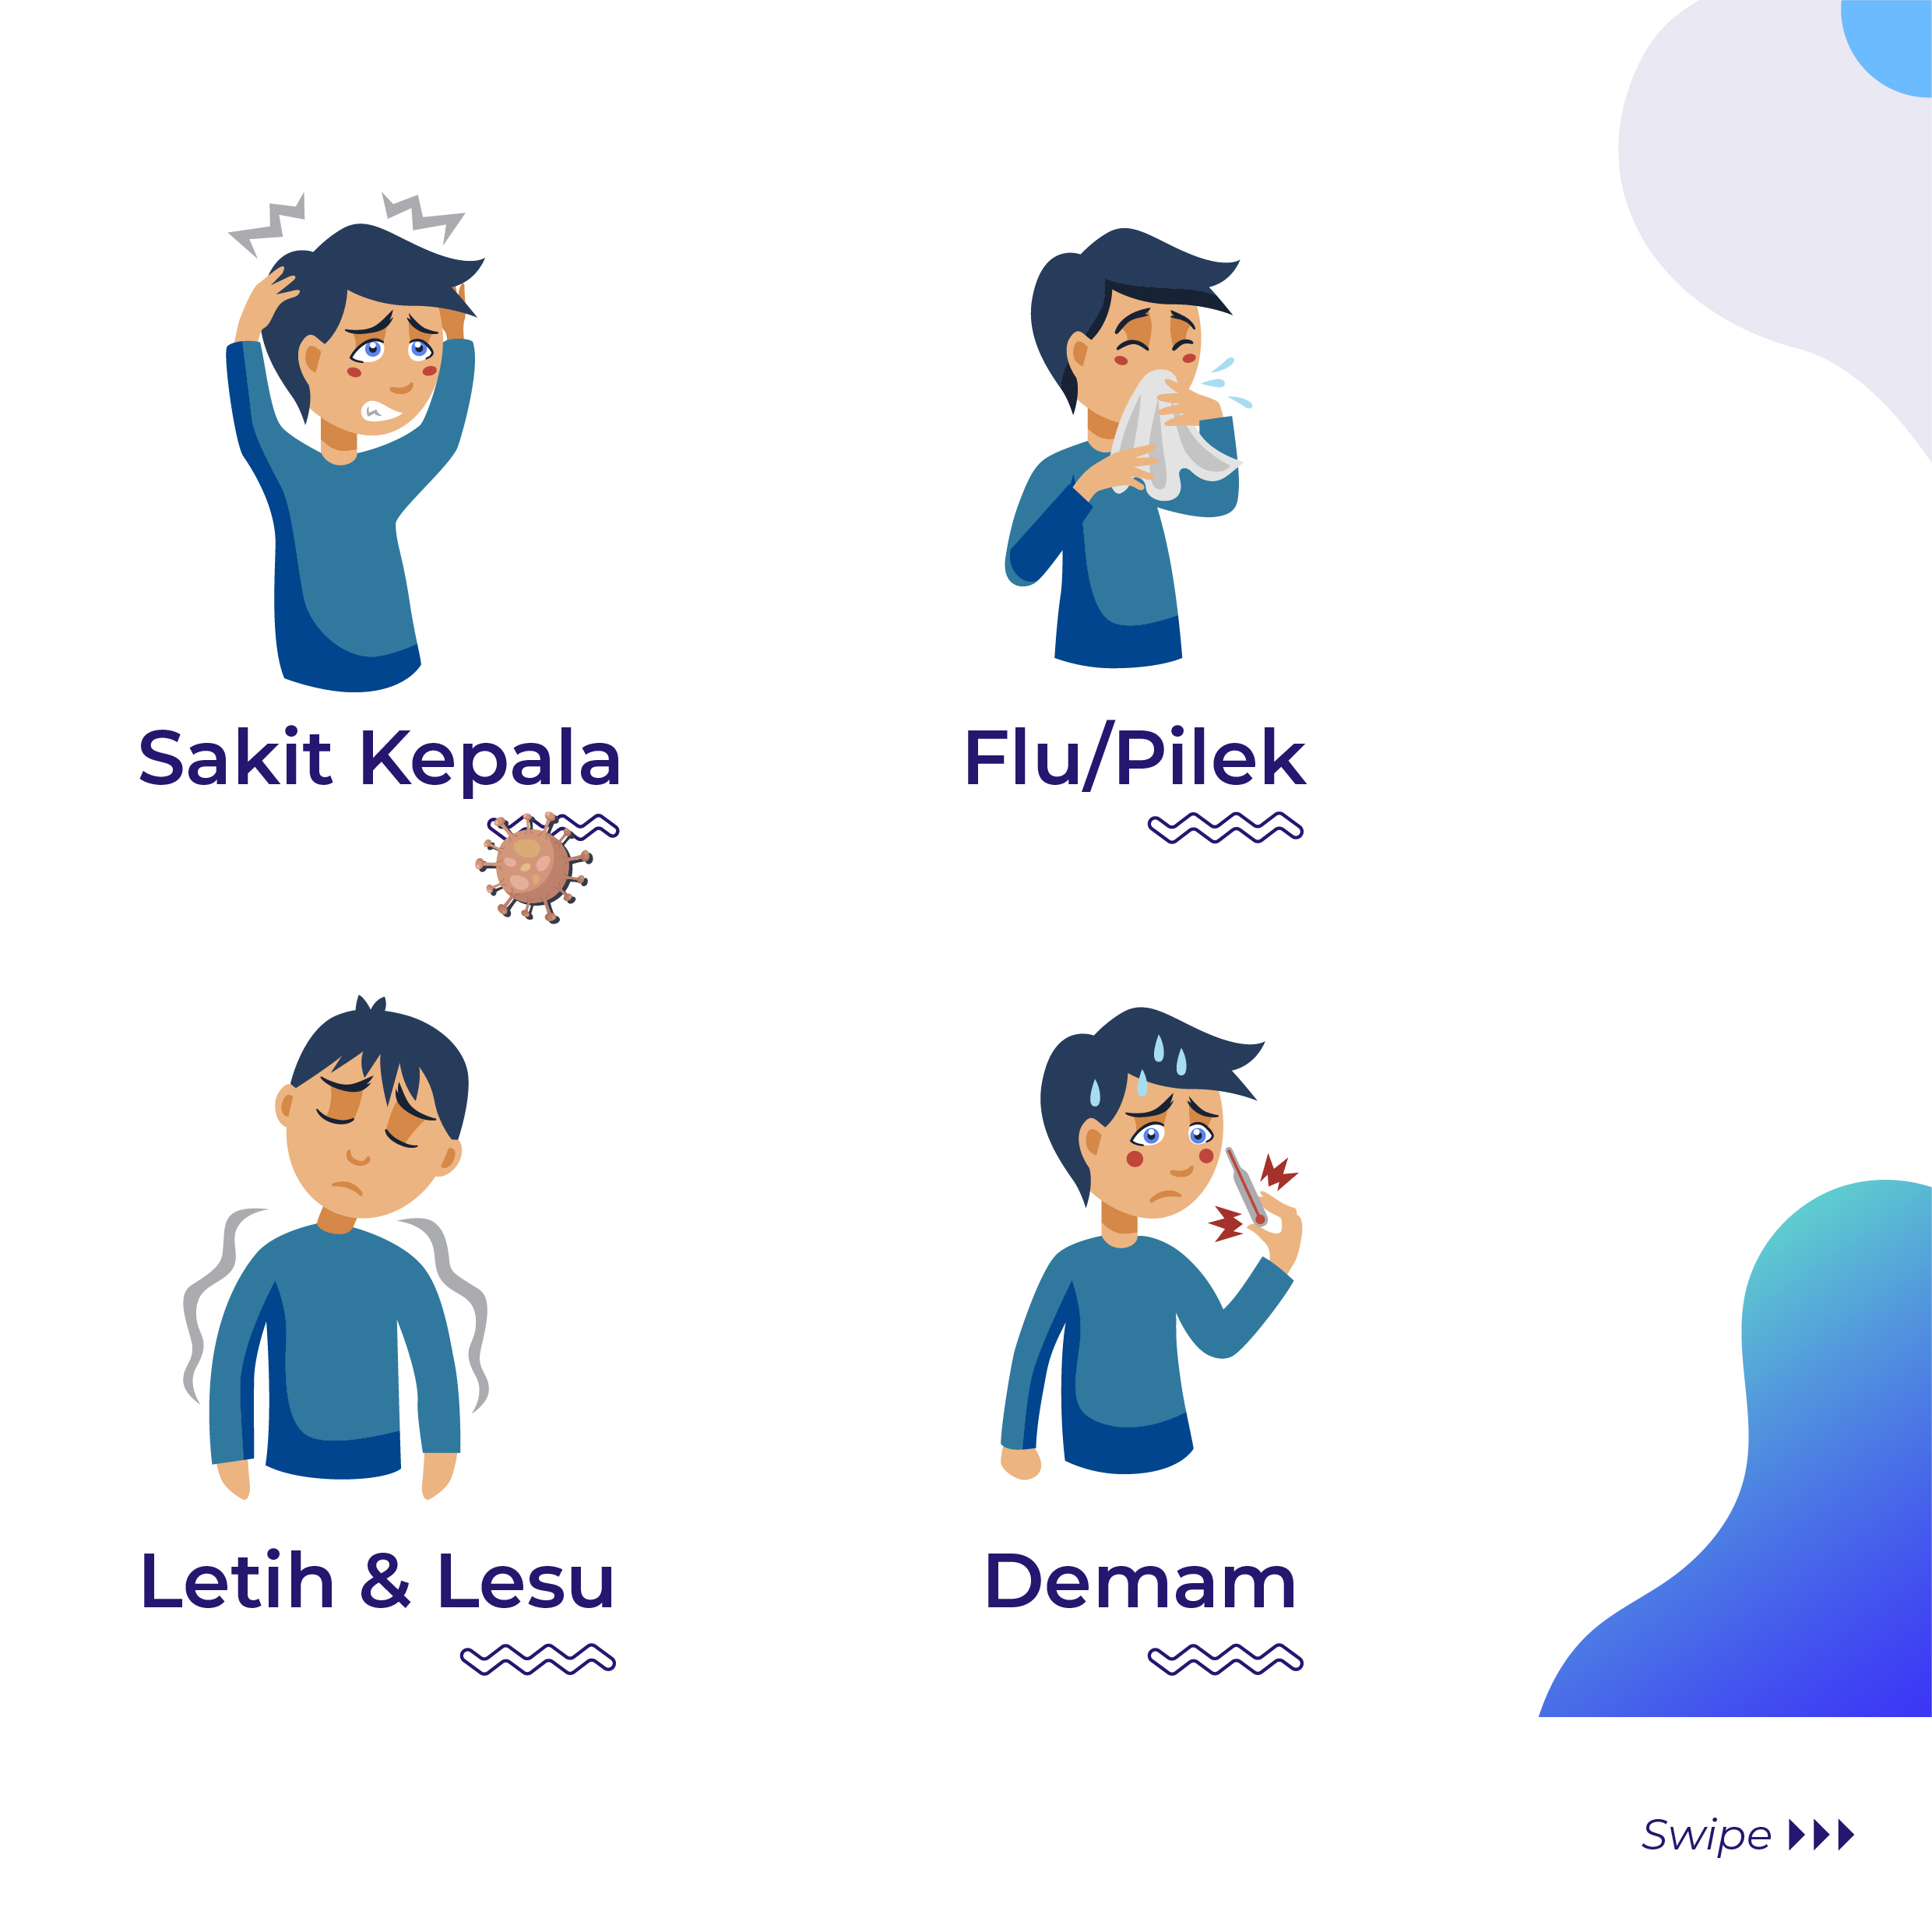 Sakit Kepala
Flu/Pilek
Letih & Lesu
Demam
Swipe